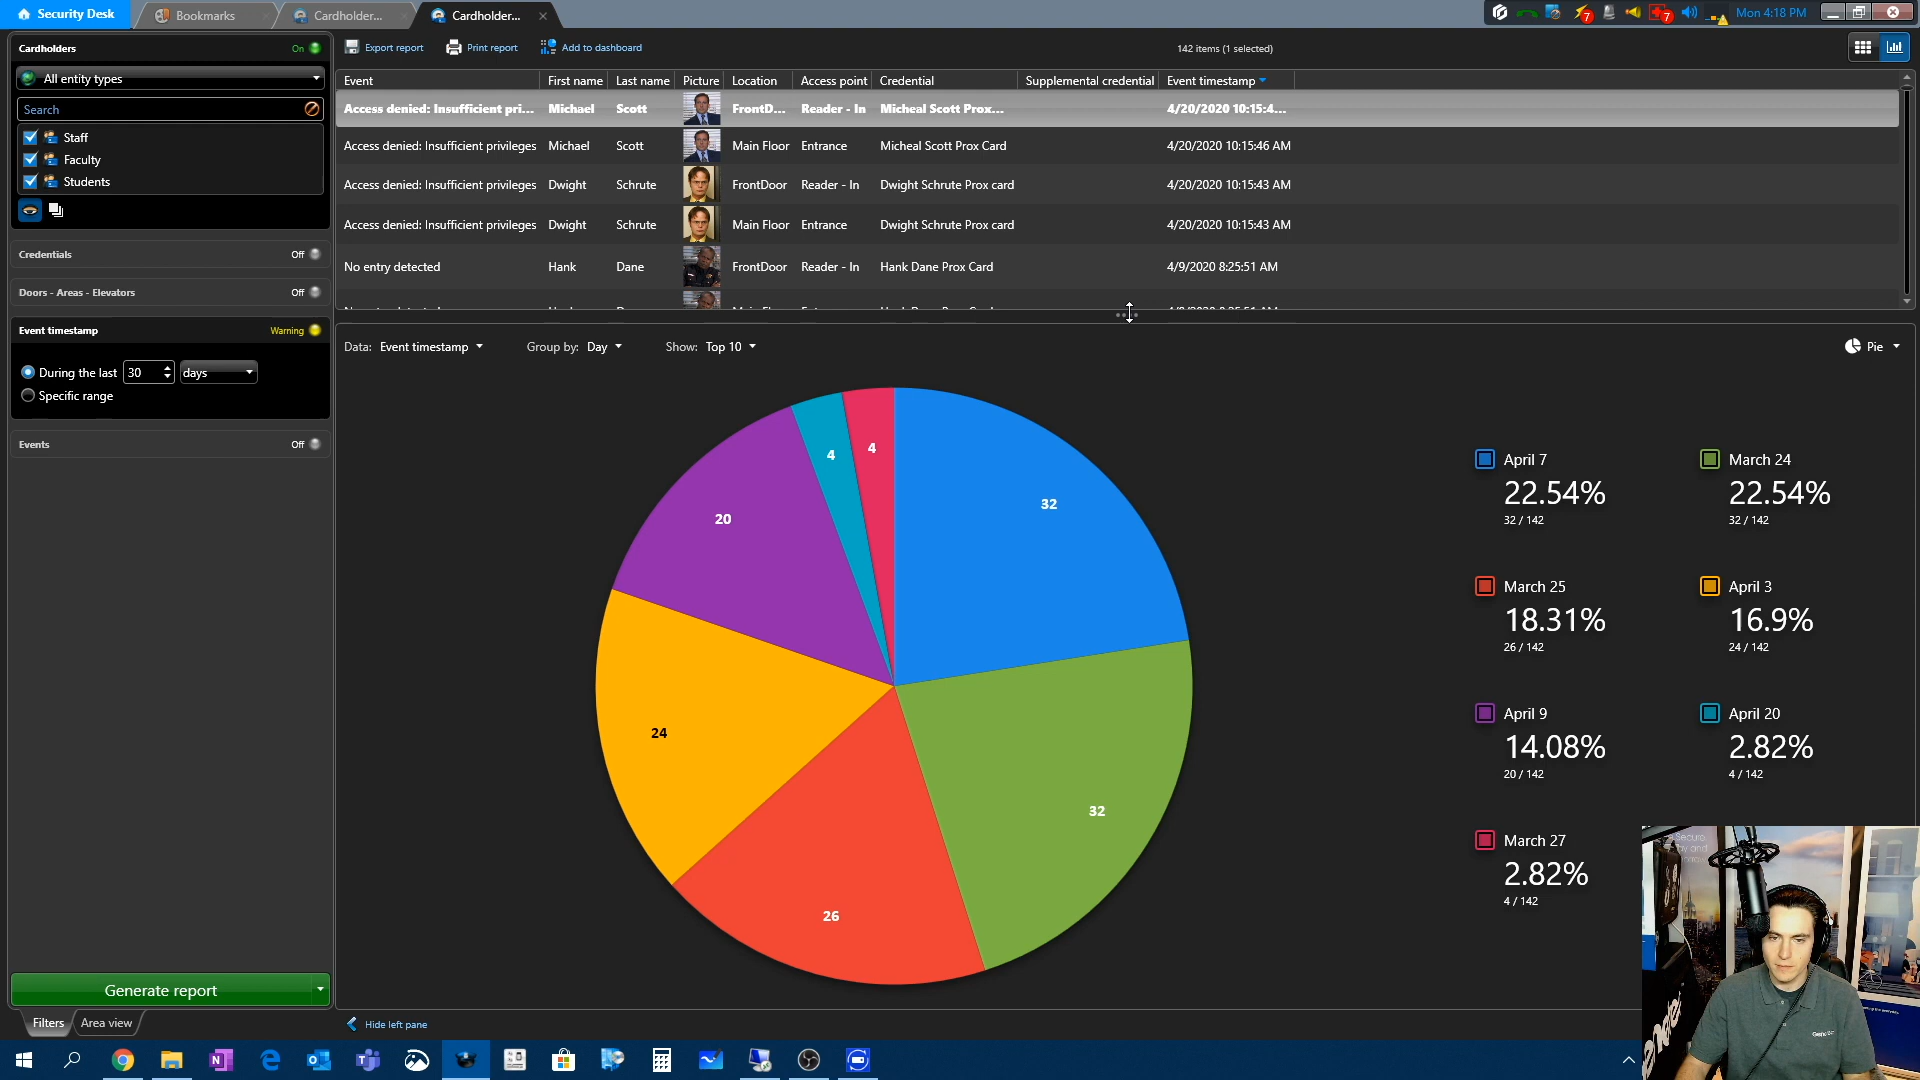 Security Desk
Bookmarks
Cardholder...
Cardholder...
7
7
Mon 4:18 PM
Cardholders
On
All entity types
Search
Staff
Faculty
Students
Credentials
Off
Doors - Areas - Elevators
Off
Event timestamp
Warning
During the last 30 days
Specific range
Events
Off
Generate report
Filters
Area view
Export report
Print report
Add to dashboard
142 items (1 selected)
Event First name Last name Picture Location Access point Credential Supplemental credential Event timestamp
Access denied: Insufficient pri... Michael Scott FrontD... Reader - In Micheal Scott Prox... 4/20/2020 10:15:4...
Access denied: Insufficient privileges Michael Scott Main Floor Entrance Micheal Scott Prox Card 4/20/2020 10:15:46 AM
Access denied: Insufficient privileges Dwight Schrute FrontDoor Reader - In Dwight Schrute Prox card 4/20/2020 10:15:43 AM
Access denied: Insufficient privileges Dwight Schrute Main Floor Entrance Dwight Schrute Prox card 4/20/2020 10:15:43 AM
No entry detected Hank Dane FrontDoor Reader - In Hank Dane Prox Card 4/9/2020 8:25:51 AM
Data: Event timestamp
Group by: Day
Show: Top 10
Pie
4
4
32
20
24
32
26
April 7
22.54%
32 / 142
March 24
22.54%
32 / 142
March 25
18.31%
26 / 142
April 3
16.9%
24 / 142
April 9
14.08%
20 / 142
April 20
2.82%
4 / 142
March 27
2.82%
4 / 142
Hide left pane